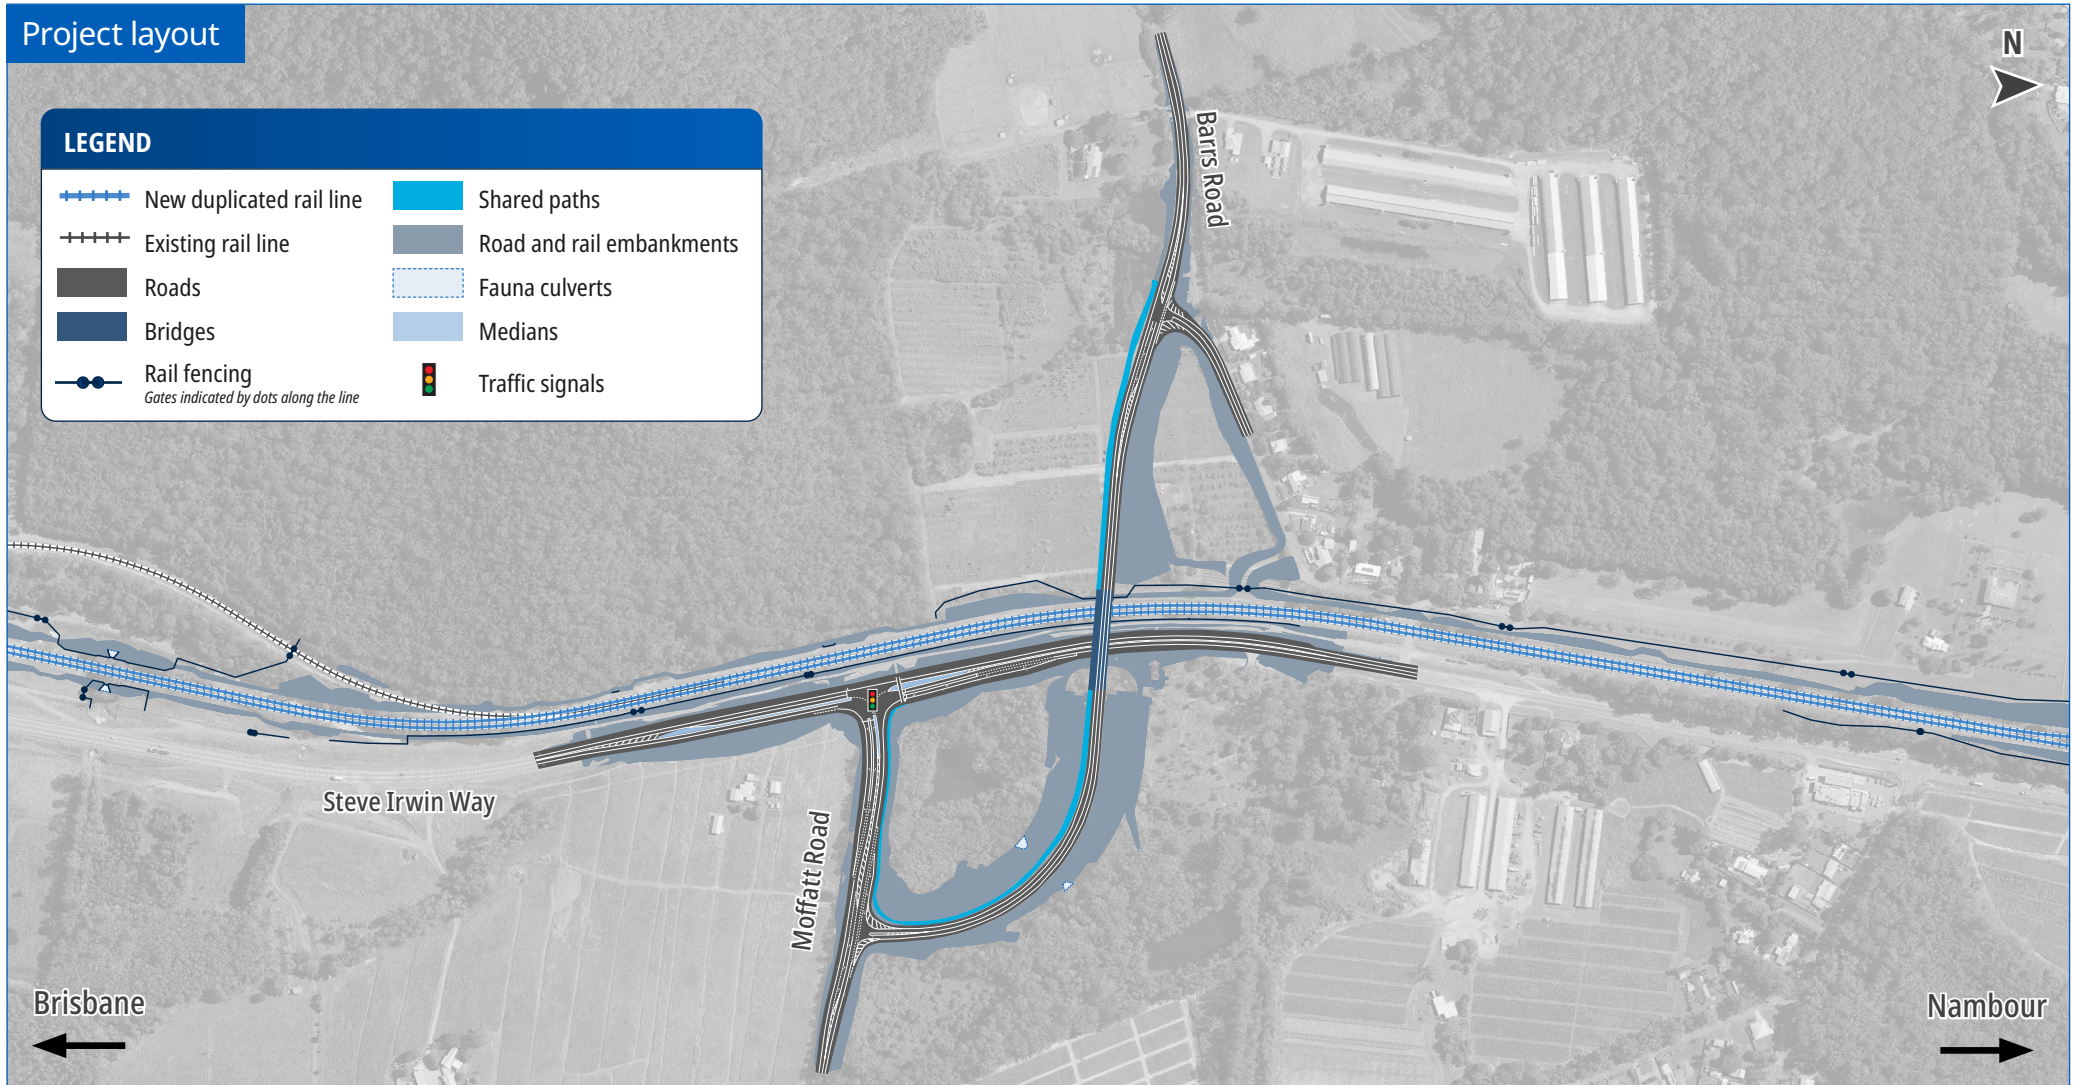 Project layout
N
LEGEND
New duplicated rail line
Existing rail line
Roads
Bridges
Rail fencing
Gates indicated by dots along the line
Shared paths
Road and rail embankments
Fauna culverts
Medians
Traffic signals
Barrs Road
Steve Irwin Way
Moffatt Road
Brisbane
Nambour